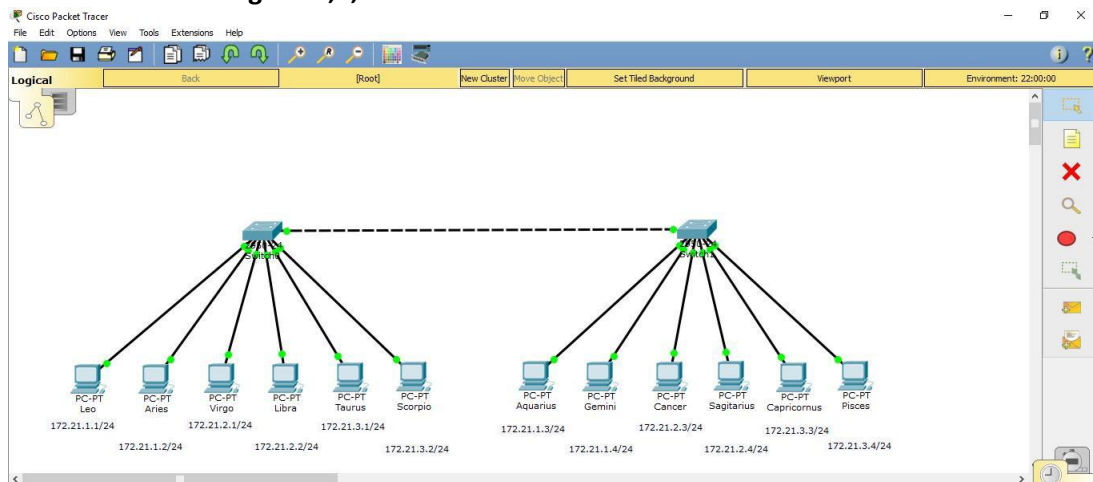 Cisco Packet Tracer
File Edit Options View Tools Extensions Help
Logical Back [Root] New Cluster Move Object Set Tiled Background Viewport Environment: 22:00:00
PC-PT
Leo
PC-PT
Aries
PC-PT
Virgo
PC-PT
Libra
PC-PT
Taurus
PC-PT
Scorpio
PC-PT
Aquarius
PC-PT
Gemini
PC-PT
Cancer
PC-PT
Sagitarius
PC-PT
Capricornus
PC-PT
Pisces
172.21.1.1/24
172.21.1.2/24
172.21.2.1/24
172.21.2.2/24
172.21.3.1/24
172.21.3.2/24
172.21.1.3/24
172.21.1.4/24
172.21.2.3/24
172.21.2.4/24
172.21.3.3/24
172.21.3.4/24